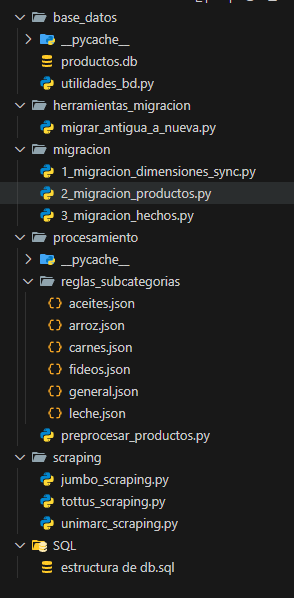 base_datos
__pycache__
productos.db
utilidades_bd.py
herramientas_migracion
migrar_antigua_a_nueva.py
migracion
1_migracion_dimensiones_sync.py
2_migracion_productos.py
3_migracion_hechos.py
procesamiento
__pycache__
reglas_subcategorias
aceites.json
arroz.json
carnes.json
fideos.json
general.json
leche.json
preprocesar_productos.py
scraping
jumbo_scraping.py
tottus_scraping.py
unimarc_scraping.py
SQL
estructura de db.sql